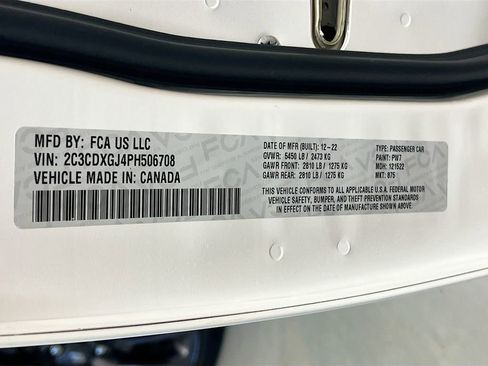 MFD BY: FCA US LLC
VIN: 2C3CDXGJ4PH506708
VEHICLE MADE IN: CANADA
DATE OF MFR (BUILT): 12-22
GVWR: 5450 LB / 2473 KG
GAWR FRONT: 2810 LB / 1275 KG
GAWR REAR: 2810 LB / 1275 KG
TYPE: PASSENGER CAR
PAINT: PW7
MDH: 121522
MKT: 875
THIS VEHICLE CONFORMS TO ALL APPLICABLE U.S.A. FEDERAL MOTOR
VEHICLE SAFETY, BUMPER, AND THEFT PREVENTION STANDARDS
IN EFFECT ON THE DATE OF MANUFACTURE SHOWN ABOVE.